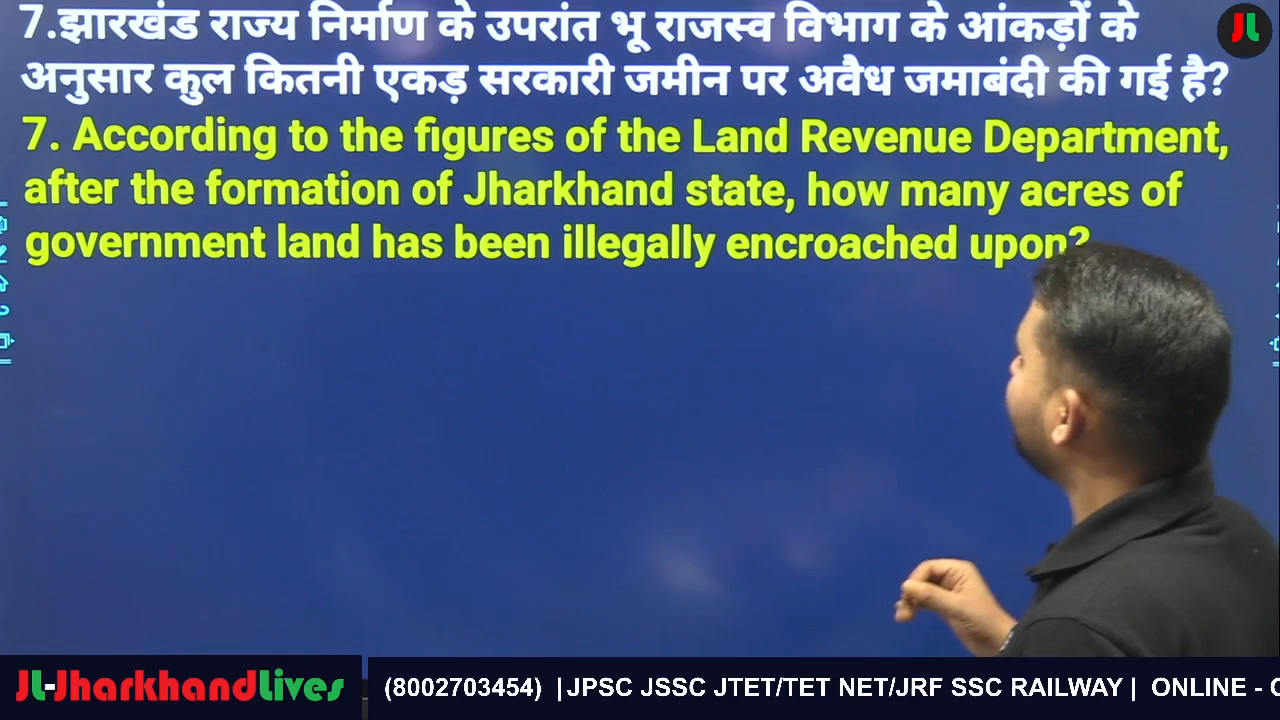 7.झारखंड राज्य निर्माण के उपरांत भू राजस्व विभाग के आंकड़ों के
JL
अनुसार कुल कितनी एकड़ सरकारी जमीन पर अवैध जमाबंदी की गई है?
7. According to the figures of the Land Revenue Department,
after the formation of Jharkhand state, how many acres of
government land has been illegally encroached upon?
JL-JharkhandLives
(8002703454) |JPSC JSSC JTET/TET NET/JRF SSC RAILWAY | ONLINE -